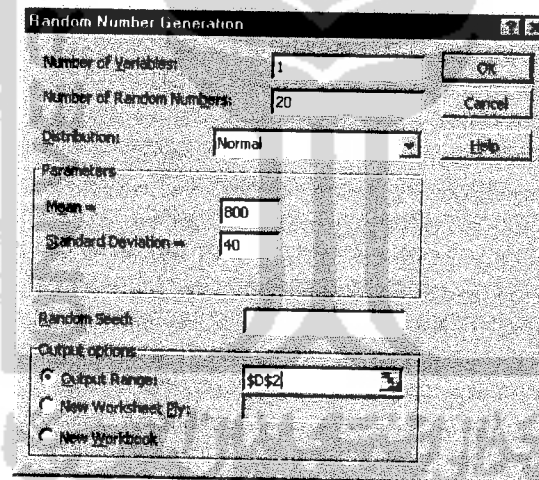 Random Number Generation
Number of Variables: 1
Number of Random Numbers: 20
Distribution: Normal
Parameters
Mean = 800
Standard Deviation = 40
Random Seed:
Output options
Output Range: $D$2
New Worksheet Ply:
New Workbook
OK
Cancel
Help